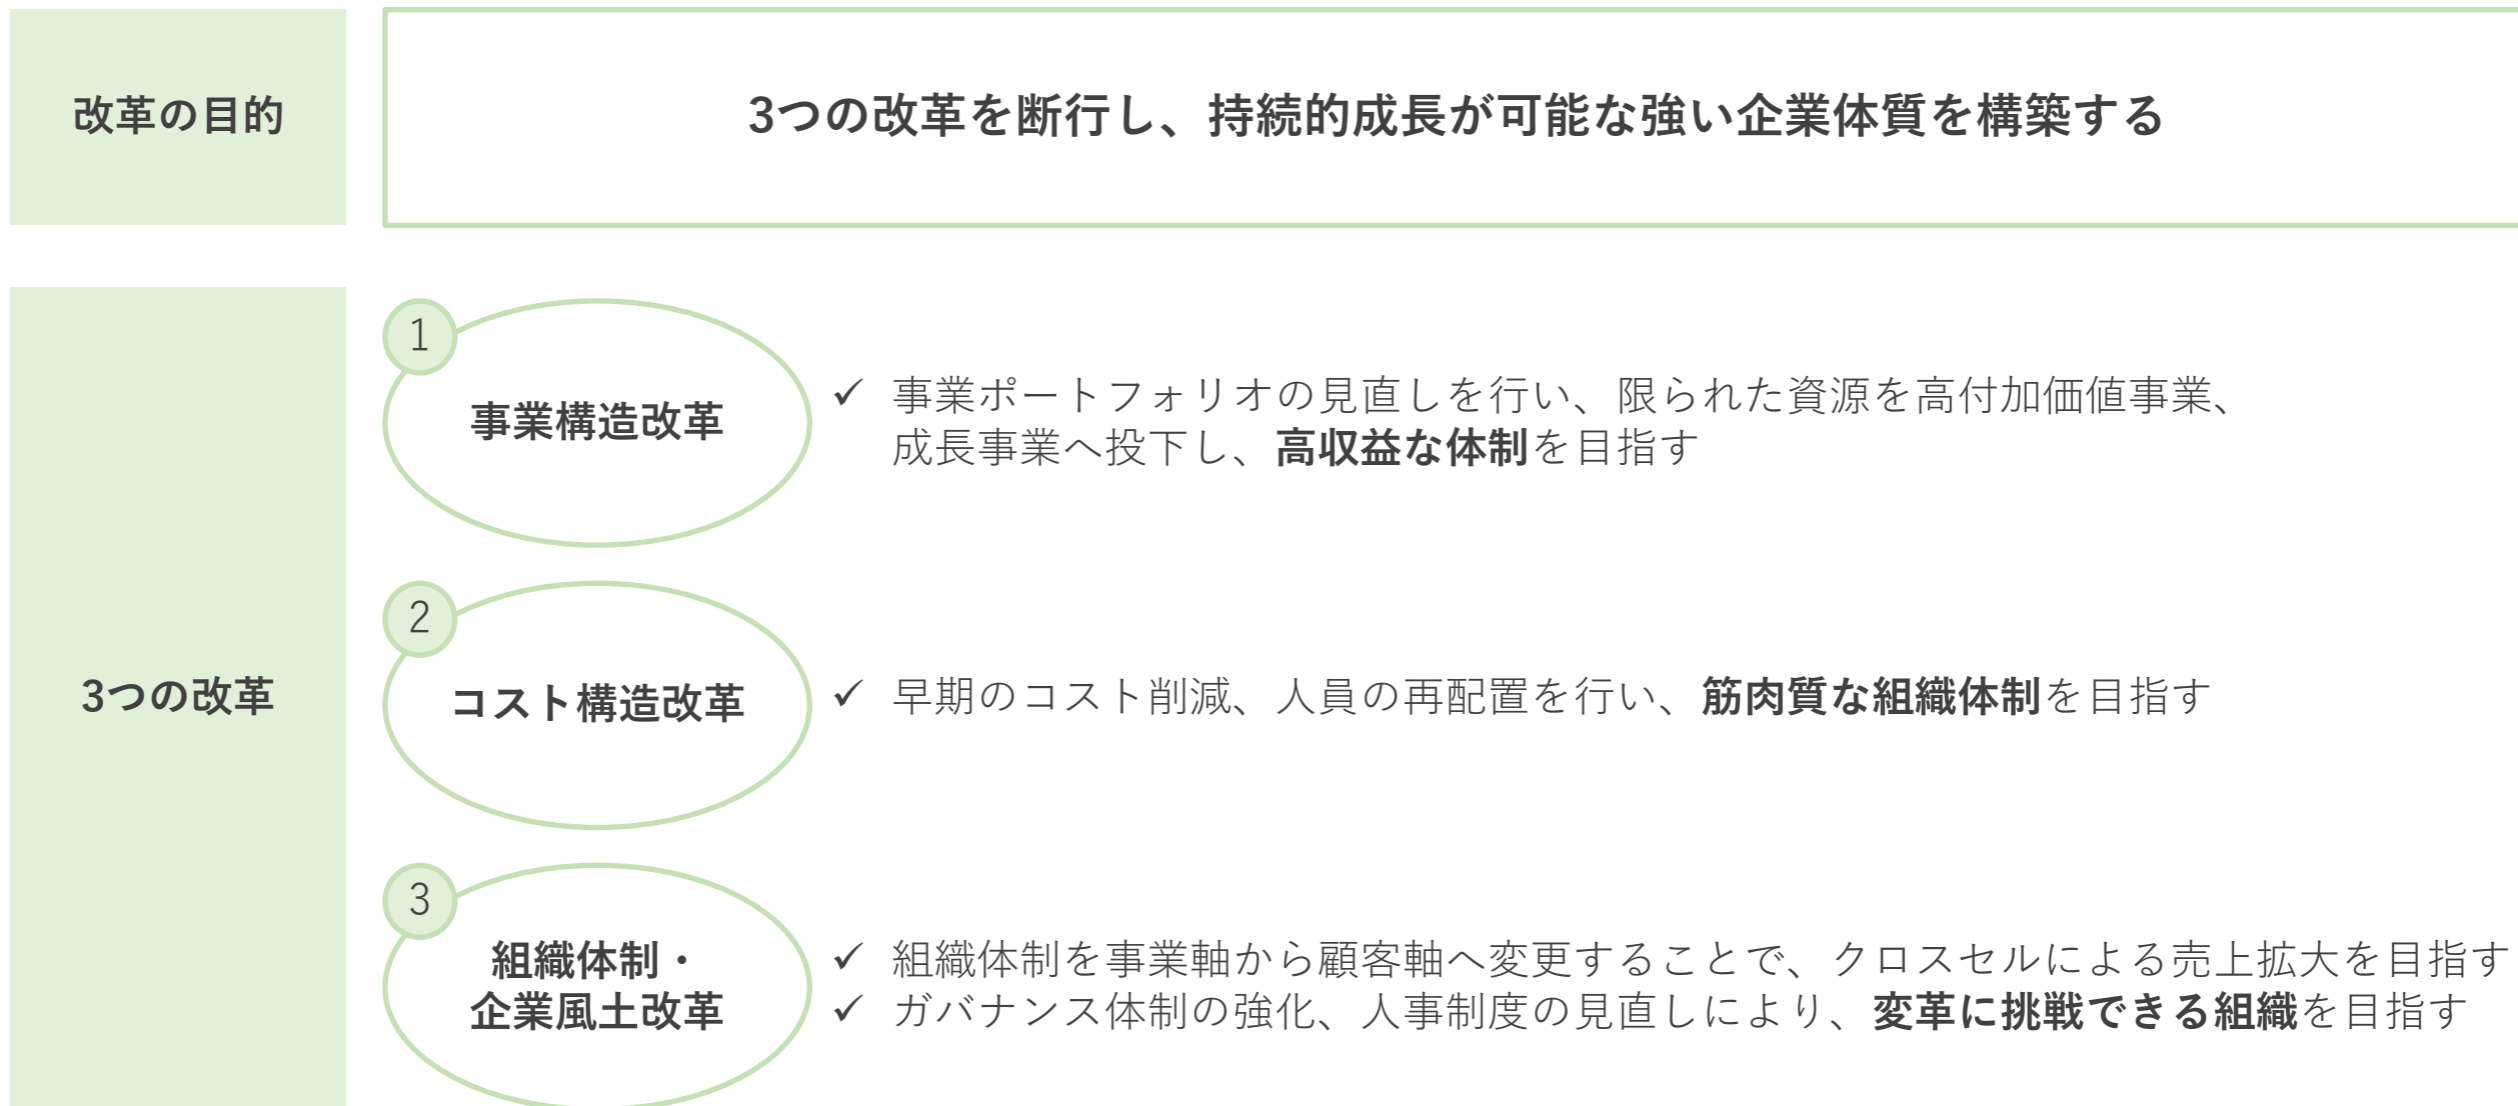 改革の目的
3つの改革を断行し、持続的成長が可能な強い企業体質を構築する
3つの改革
1
事業構造改革
✓ 事業ポートフォリオの見直しを行い、限られた資源を高付加価値事業、
成長事業へ投下し、高収益な体制を目指す
2
コスト構造改革
✓ 早期のコスト削減、人員の再配置を行い、筋肉質な組織体制を目指す
3
組織体制・
企業風土改革
✓ 組織体制を事業軸から顧客軸へ変更することで、クロスセルによる売上拡大を目指す
✓ ガバナンス体制の強化、人事制度の見直しにより、変革に挑戦できる組織を目指す